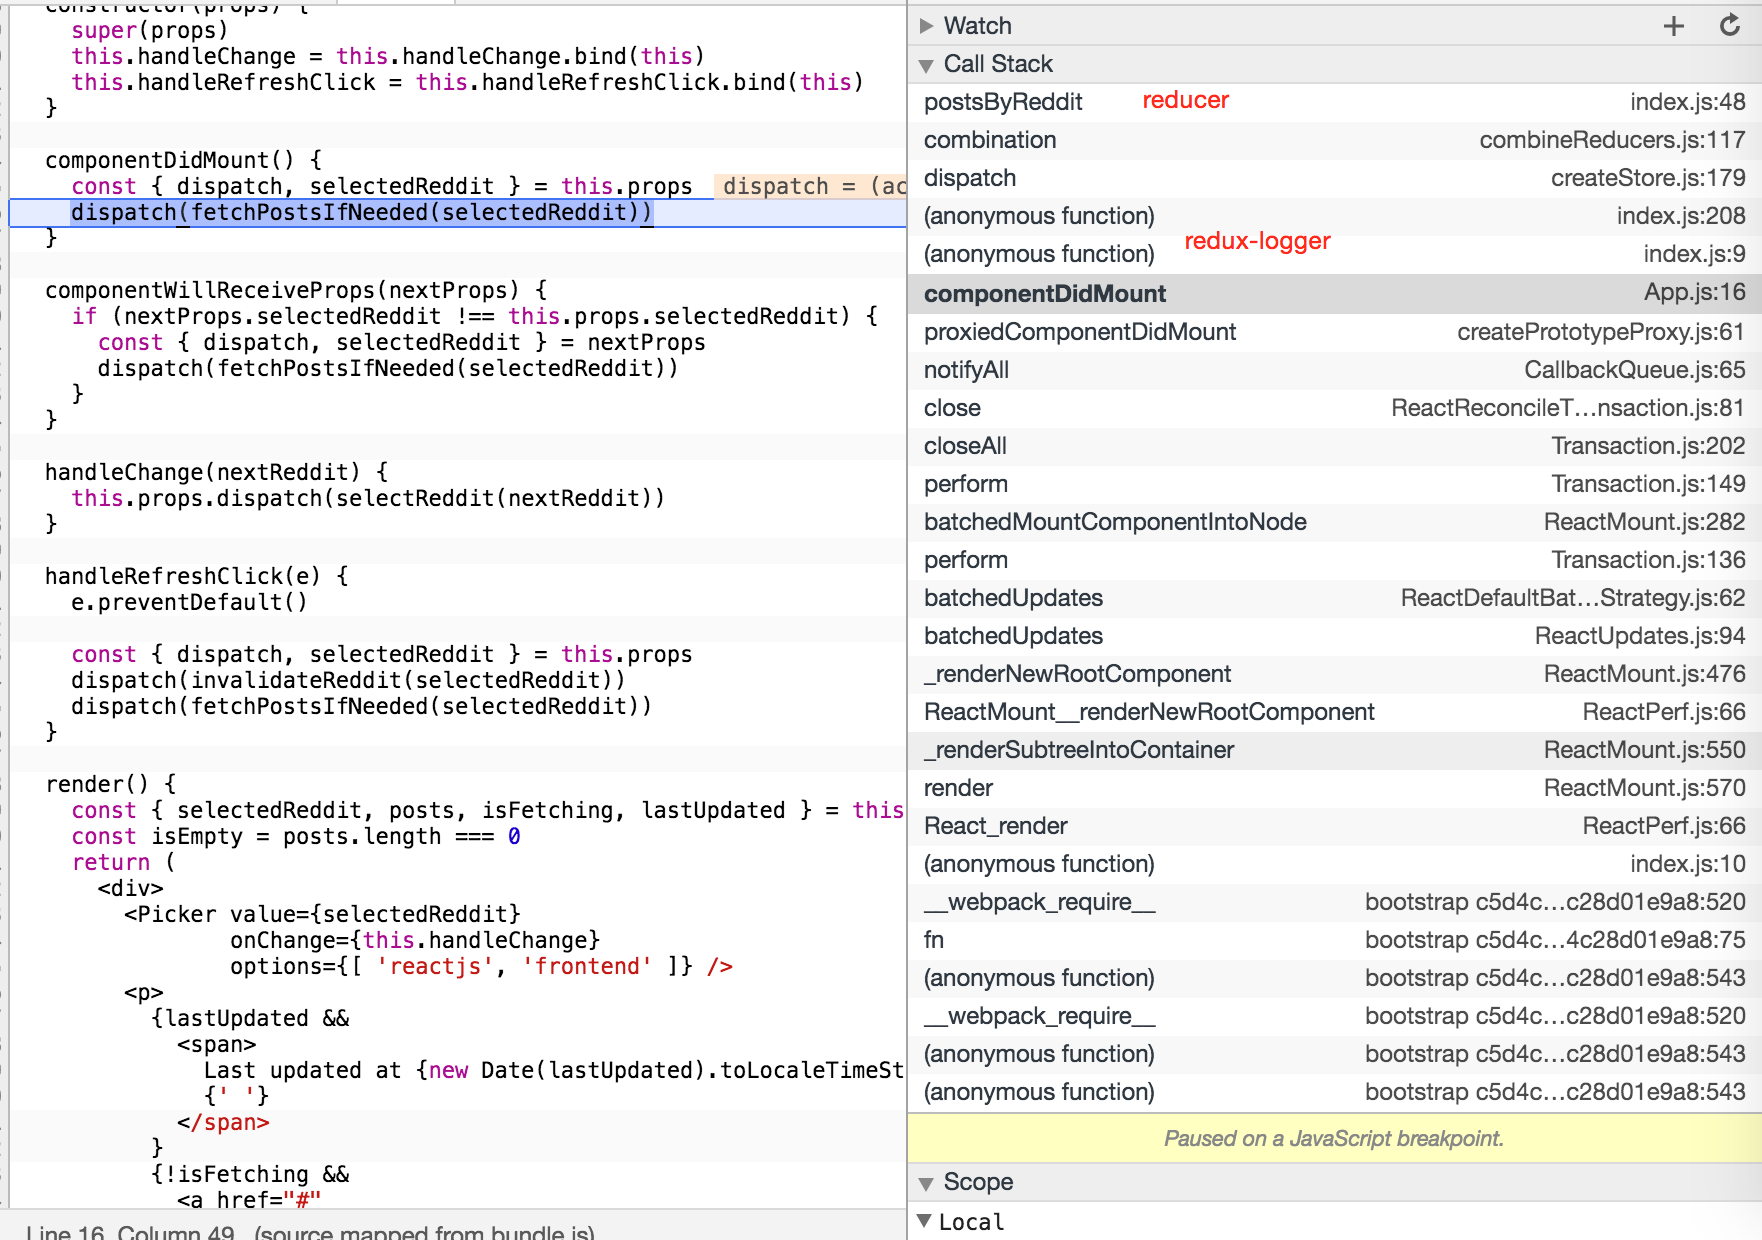 constructor(props) {
super(props)
this.handleChange = this.handleChange.bind(this)
this.handleRefreshClick = this.handleRefreshClick.bind(this)
}
componentDidMount() {
const { dispatch, selectedReddit } = this.props dispatch = (ac
dispatch(fetchPostsIfNeeded(selectedReddit))
}
componentWillReceiveProps(nextProps) {
if (nextProps.selectedReddit !== this.props.selectedReddit) {
const { dispatch, selectedReddit } = nextProps
dispatch(fetchPostsIfNeeded(selectedReddit))
}
}
handleChange(nextReddit) {
this.props.dispatch(selectReddit(nextReddit))
}
handleRefreshClick(e) {
e.preventDefault()
const { dispatch, selectedReddit } = this.props
dispatch(invalidateReddit(selectedReddit))
dispatch(fetchPostsIfNeeded(selectedReddit))
}
render() {
const { selectedReddit, posts, isFetching, lastUpdated } = this
const isEmpty = posts.length === 0
return (
<div>
<Picker value={selectedReddit}
onChange={this.handleChange}
options={[ 'reactjs', 'frontend' ]} />
<p>
{lastUpdated &&
<span>
Last updated at {new Date(lastUpdated).toLocaleTimeSt
{' '}
</span>
}
{!isFetching &&
<a href="#"
Line 16, Column 49 (source mapped from bundle.js)
Watch
Call Stack
postsByReddit reducer index.js:48
combination combineReducers.js:117
dispatch createStore.js:179
(anonymous function) index.js:208
redux-logger
(anonymous function) index.js:9
componentDidMount App.js:16
proxiedComponentDidMount createPrototypeProxy.js:61
notifyAll CallbackQueue.js:65
close ReactReconcileT…nsaction.js:81
closeAll Transaction.js:202
perform Transaction.js:149
batchedMountComponentIntoNode ReactMount.js:282
perform Transaction.js:136
batchedUpdates ReactDefaultBat…Strategy.js:62
batchedUpdates ReactUpdates.js:94
_renderNewRootComponent ReactMount.js:476
ReactMount__renderNewRootComponent ReactPerf.js:66
_renderSubtreeIntoContainer ReactMount.js:550
render ReactMount.js:570
React_render ReactPerf.js:66
(anonymous function) index.js:10
__webpack_require__ bootstrap c5d4c…c28d01e9a8:520
fn bootstrap c5d4c…4c28d01e9a8:75
(anonymous function) bootstrap c5d4c…c28d01e9a8:543
__webpack_require__ bootstrap c5d4c…c28d01e9a8:520
(anonymous function) bootstrap c5d4c…c28d01e9a8:543
(anonymous function) bootstrap c5d4c…c28d01e9a8:543
Paused on a JavaScript breakpoint.
Scope
Local